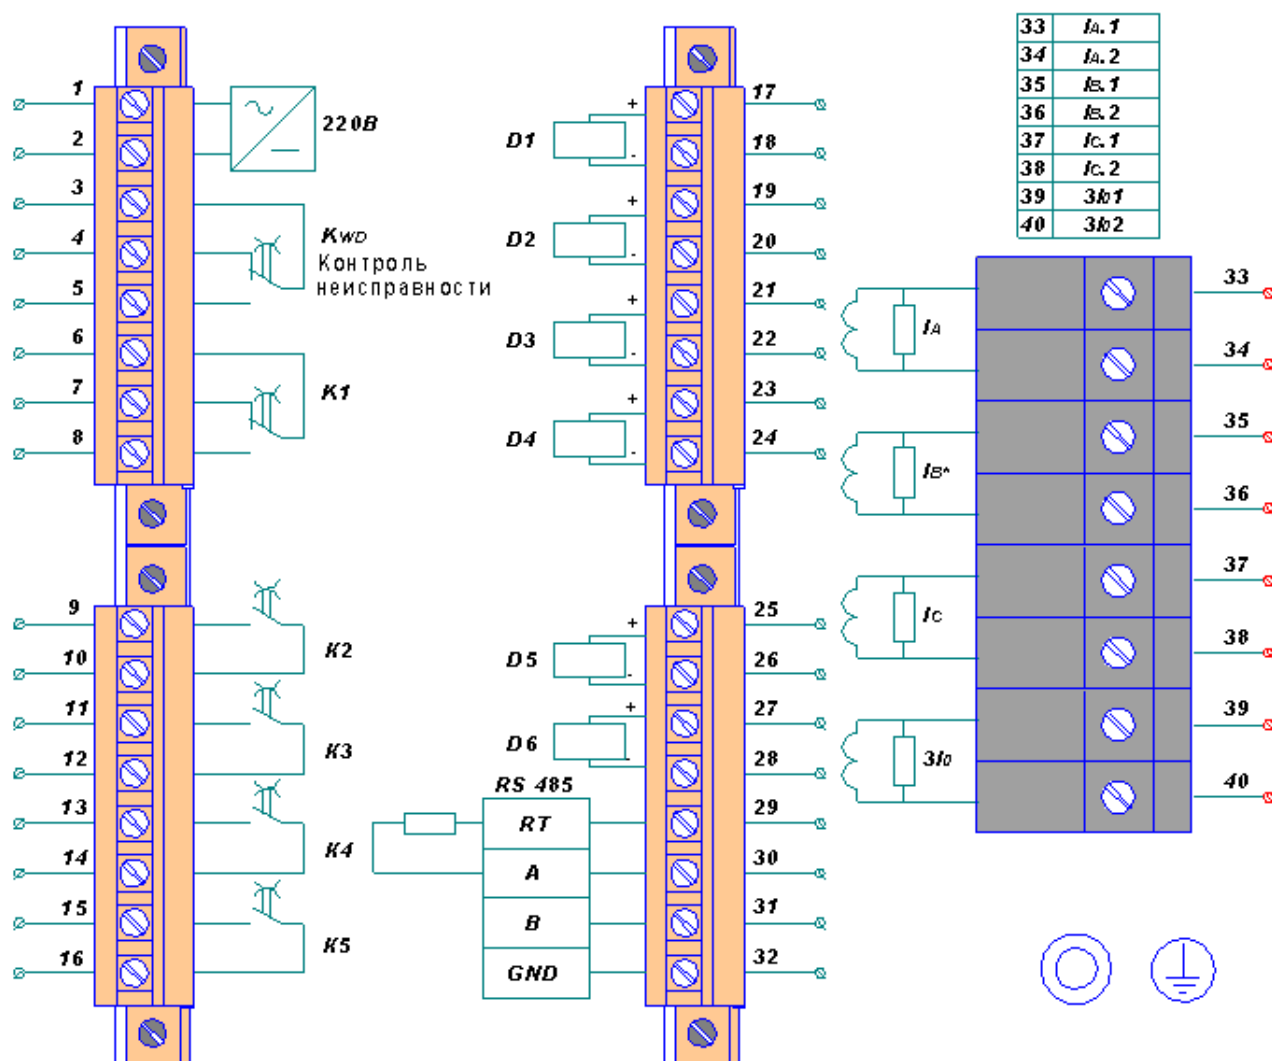 1
2
3
4
5
6
7
8
220В
KWD
Контроль
неисправности
K1
9
10
11
12
13
14
15
16
K2
K3
K4
K5
D1
+
-
D2
+
-
D3
+
-
D4
+
-
17
18
19
20
21
22
23
24
D5
+
-
D6
+
-
RS 485
RT
A
B
GND
25
26
27
28
29
30
31
32
33 IA.1
34 IA.2
35 IB.1
36 IB.2
37 IC.1
38 IC.2
39 3I01
40 3I02
IA
IB*
IC
3I0
33
34
35
36
37
38
39
40